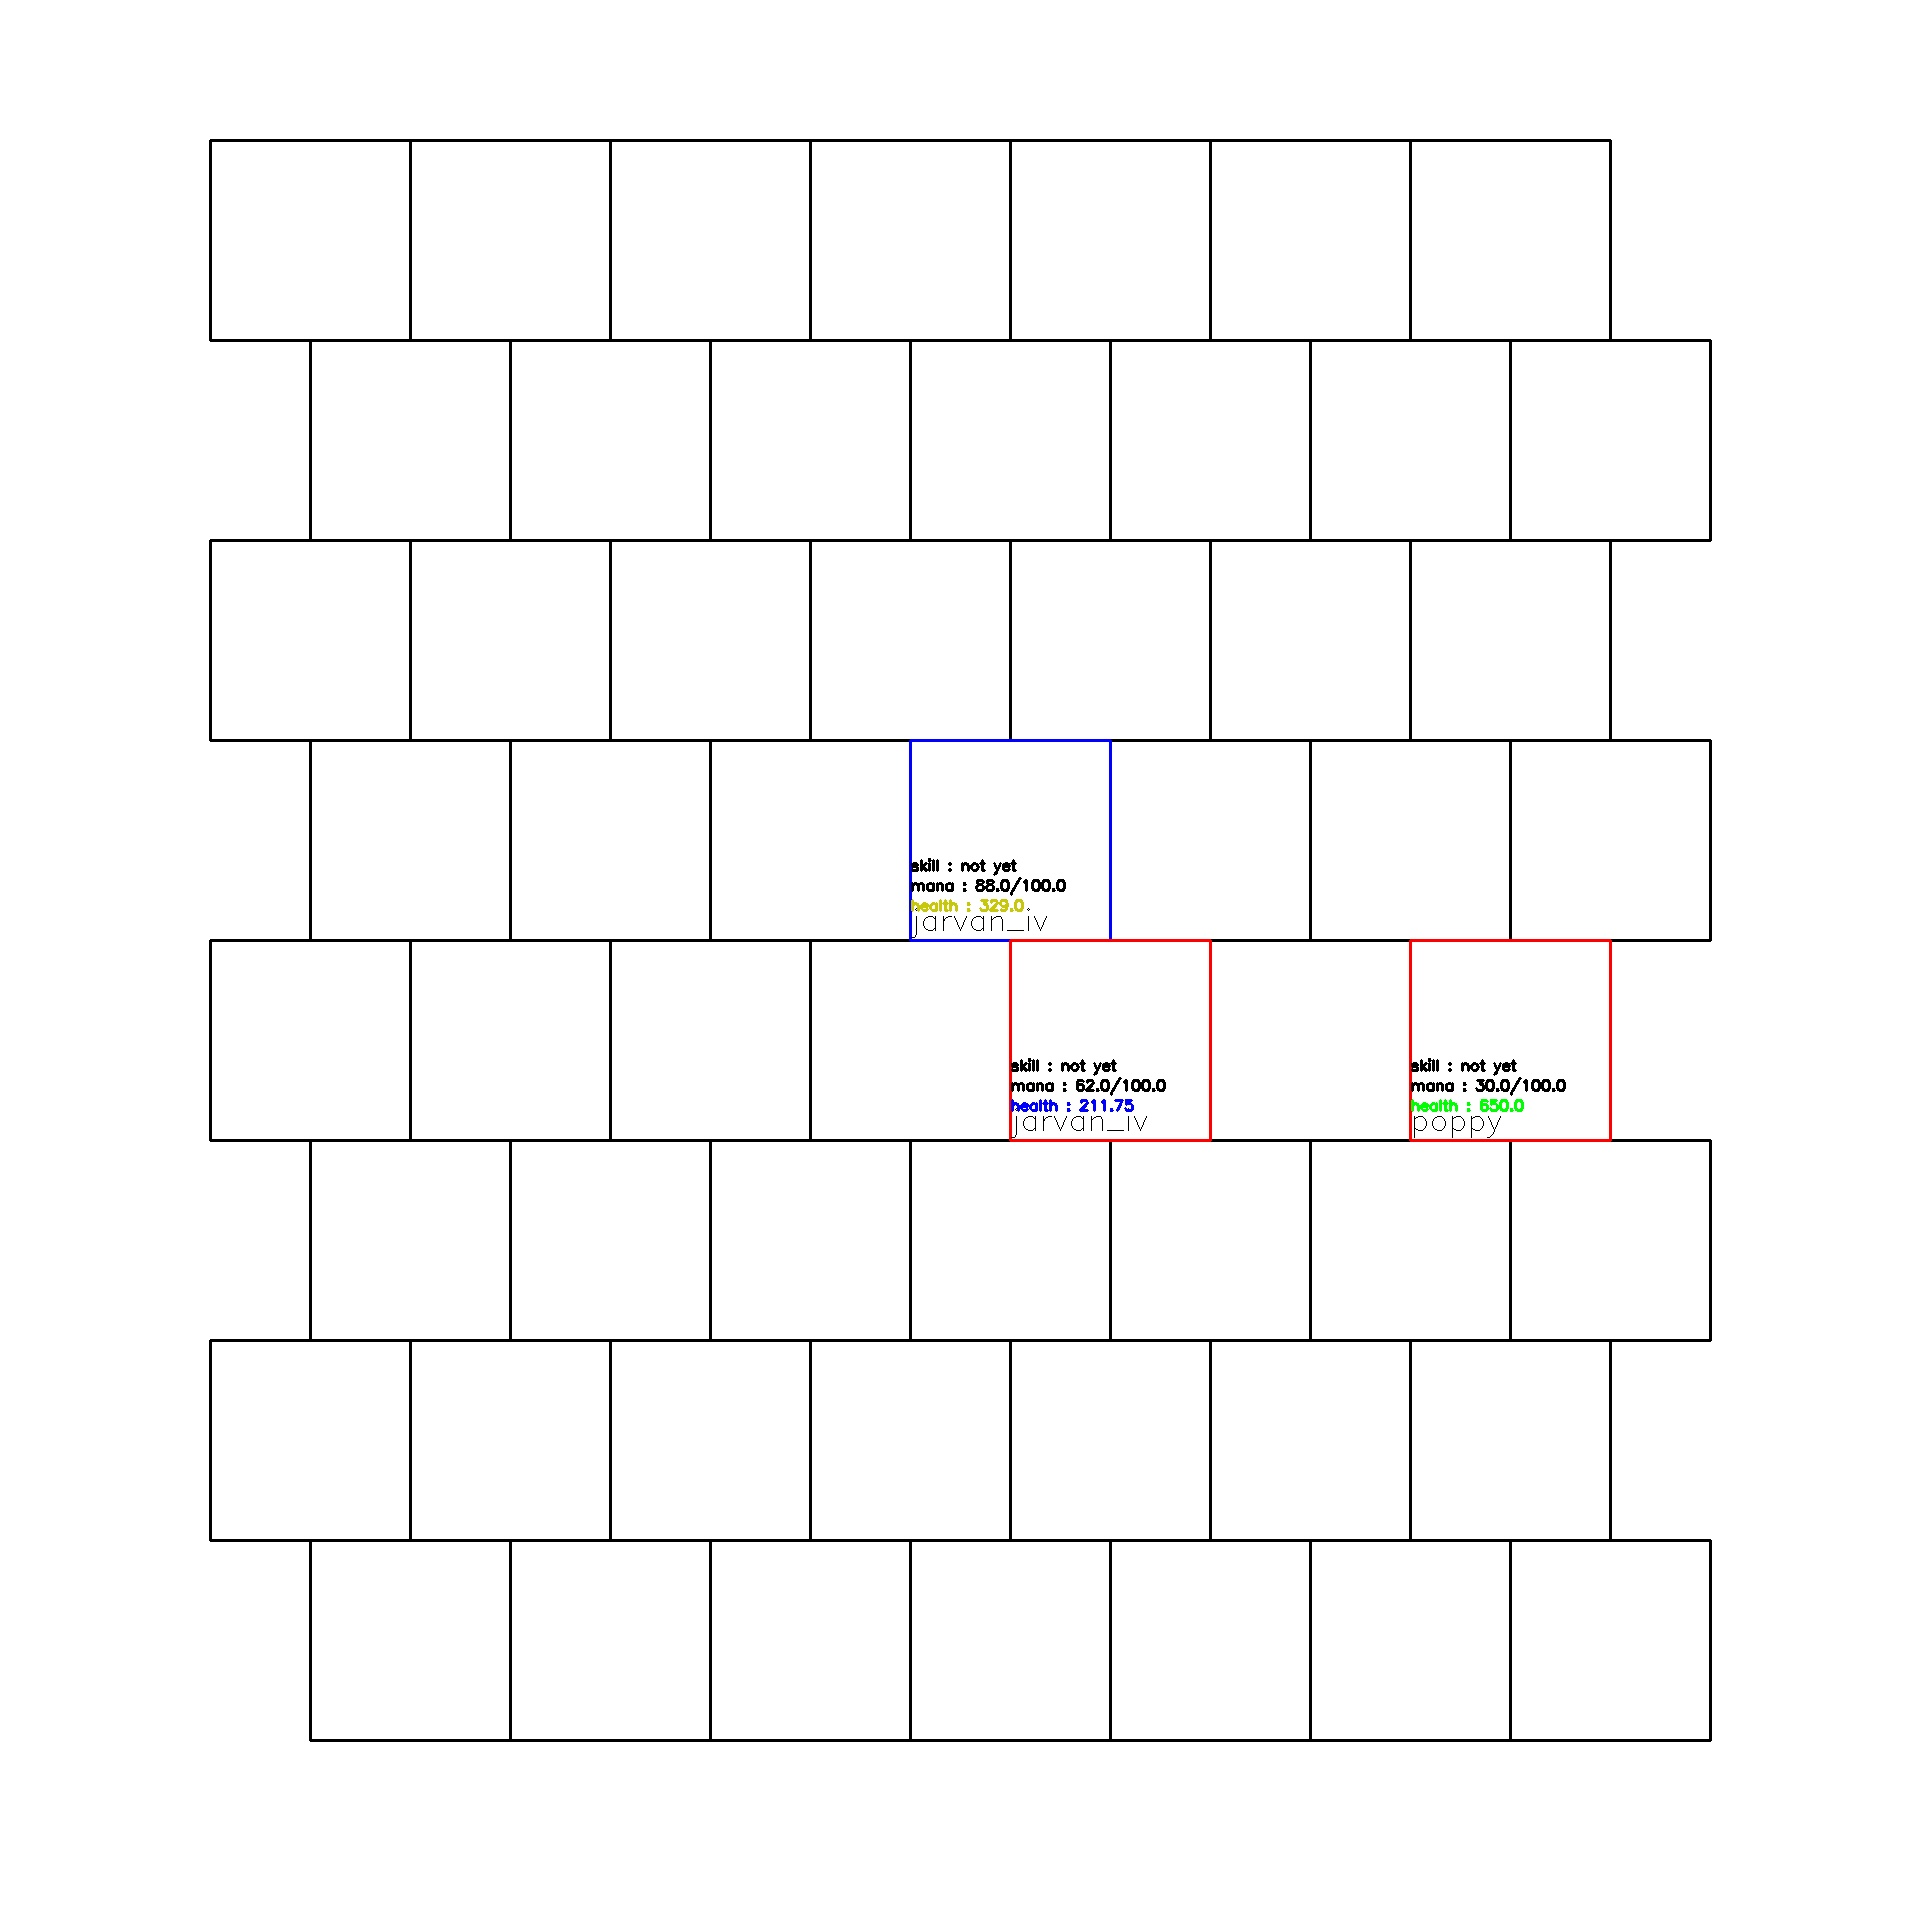 skill : not yet
mana : 88.0/100.0
health : 329.0
jarvan_iv
skill : not yet
mana : 62.0/100.0
health : 211.75
jarvan_iv
skill : not yet
mana : 30.0/100.0
health : 650.0
poppy